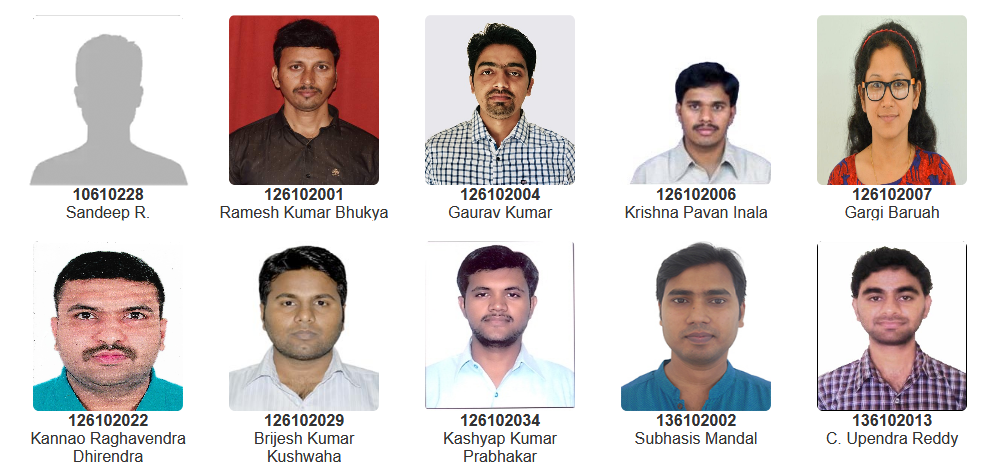 10610228 126102001 126102004 126102006 126102007
Sandeep R. Ramesh Kumar Bhukya Gaurav Kumar Krishna Pavan Inala Gargi Baruah
126102022 126102029 126102034 136102002 136102013
Kannao Raghavendra Brijesh Kumar Kashyap Kumar Subhasis Mandal C. Upendra Reddy
Dhirendra Kushwaha Prabhakar